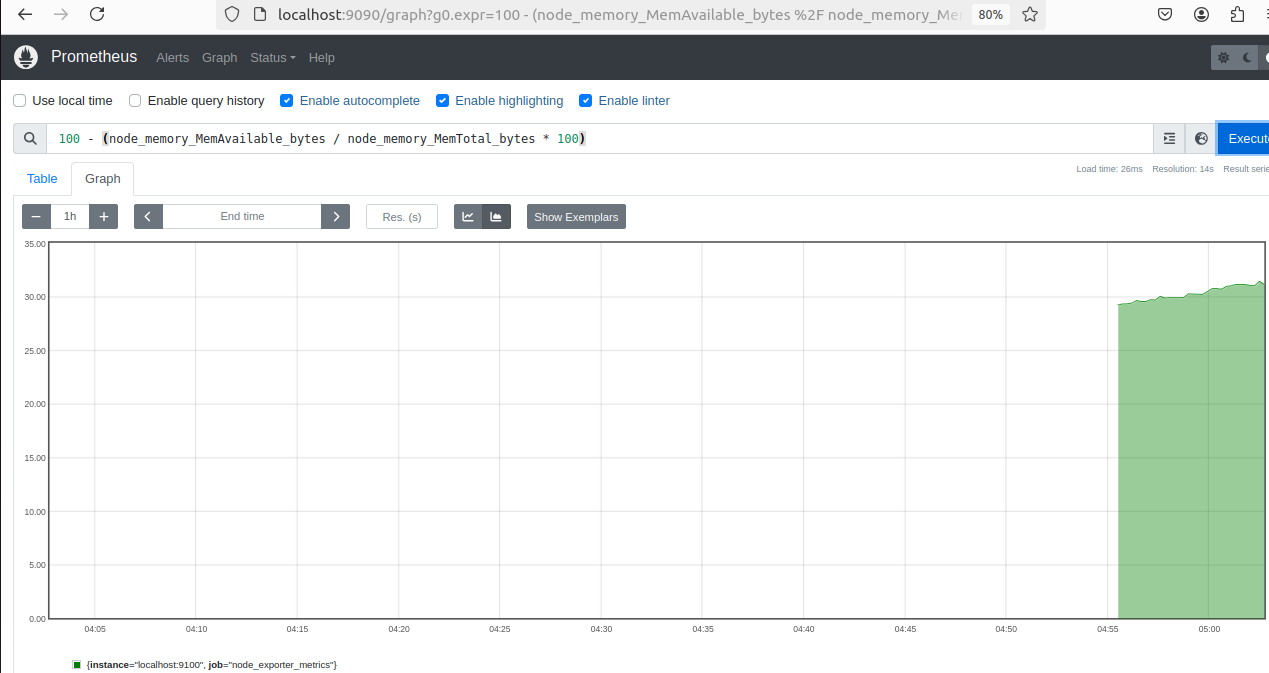 localhost:9090/graph?g0.expr=100 - (node_memory_MemAvailable_bytes %2F node_memory_Me 80%
Prometheus Alerts Graph Status Help
Use local time Enable query history Enable autocomplete Enable highlighting Enable linter
100 - (node_memory_MemAvailable_bytes / node_memory_MemTotal_bytes * 100) Execut
Load time: 26ms Resolution: 14s Result serie
Table Graph
− 1h + End time Res. (s) Show Exemplars
35.00
30.00
25.00
20.00
15.00
10.00
5.00
0.00
04:05 04:10 04:15 04:20 04:25 04:30 04:35 04:40 04:45 04:50 04:55 05:00
{instance="localhost:9100", job="node_exporter_metrics"}